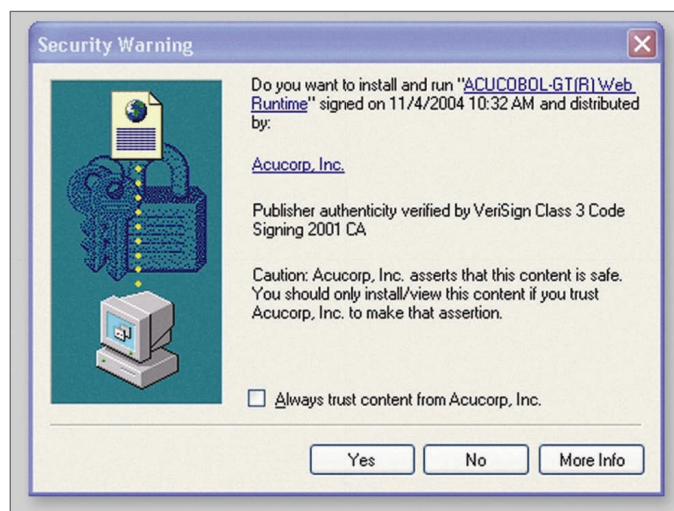 Security Warning
Do you want to install and run "ACUCOBOL-GT(R) Web
Runtime" signed on 11/4/2004 10:32 AM and distributed
by:
Acucorp, Inc.
Publisher authenticity verified by VeriSign Class 3 Code
Signing 2001 CA
Caution: Acucorp, Inc. asserts that this content is safe.
You should only install/view this content if you trust
Acucorp, Inc. to make that assertion.
Always trust content from Acucorp, Inc.
Yes
No
More Info